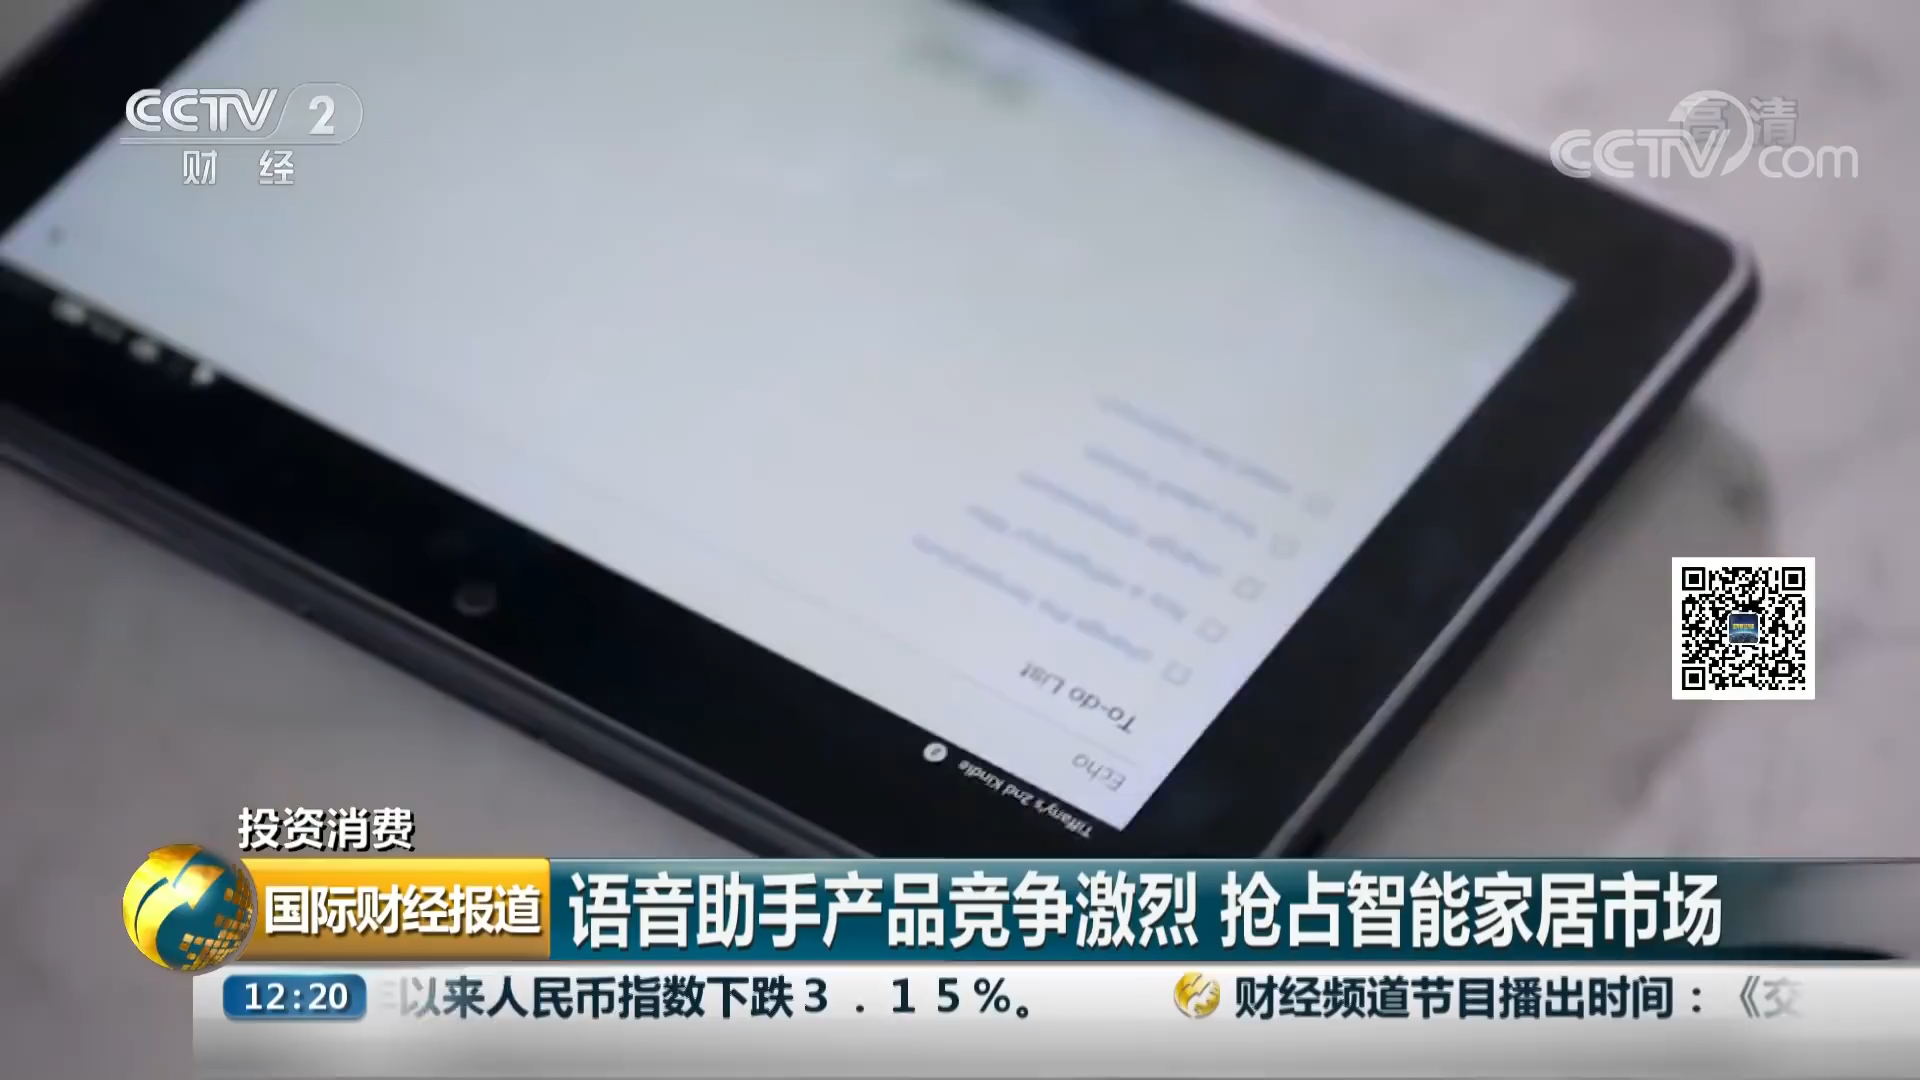 CCTV 2
财 经
高清
CCTV com
To-do List
Echo
Tiffany's 2nd Kindle
投资消费
国际财经报道
语音助手产品竞争激烈 抢占智能家居市场
12:20
以来人民币指数下跌3.15%。
财经频道节目播出时间：《交